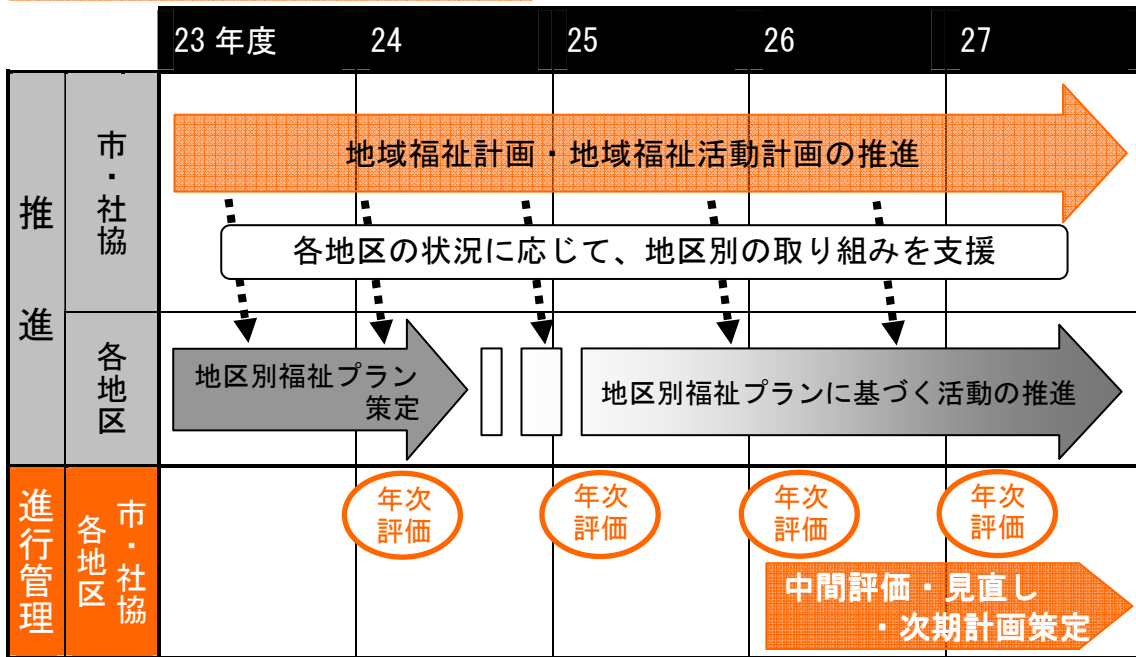 23 年度 24 25 26 27
推進
市・社協
地域福祉計画・地域福祉活動計画の推進
各地区の状況に応じて、地区別の取り組みを支援
各地区
地区別福祉プラン
策定
地区別福祉プランに基づく活動の推進
進行管理
市・社協
各地区
年次
評価
年次
評価
年次
評価
年次
評価
中間評価・見直し
・次期計画策定